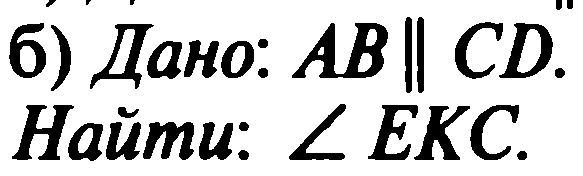 б) Дано: AB || CD.
Найти: ∠ EKC.